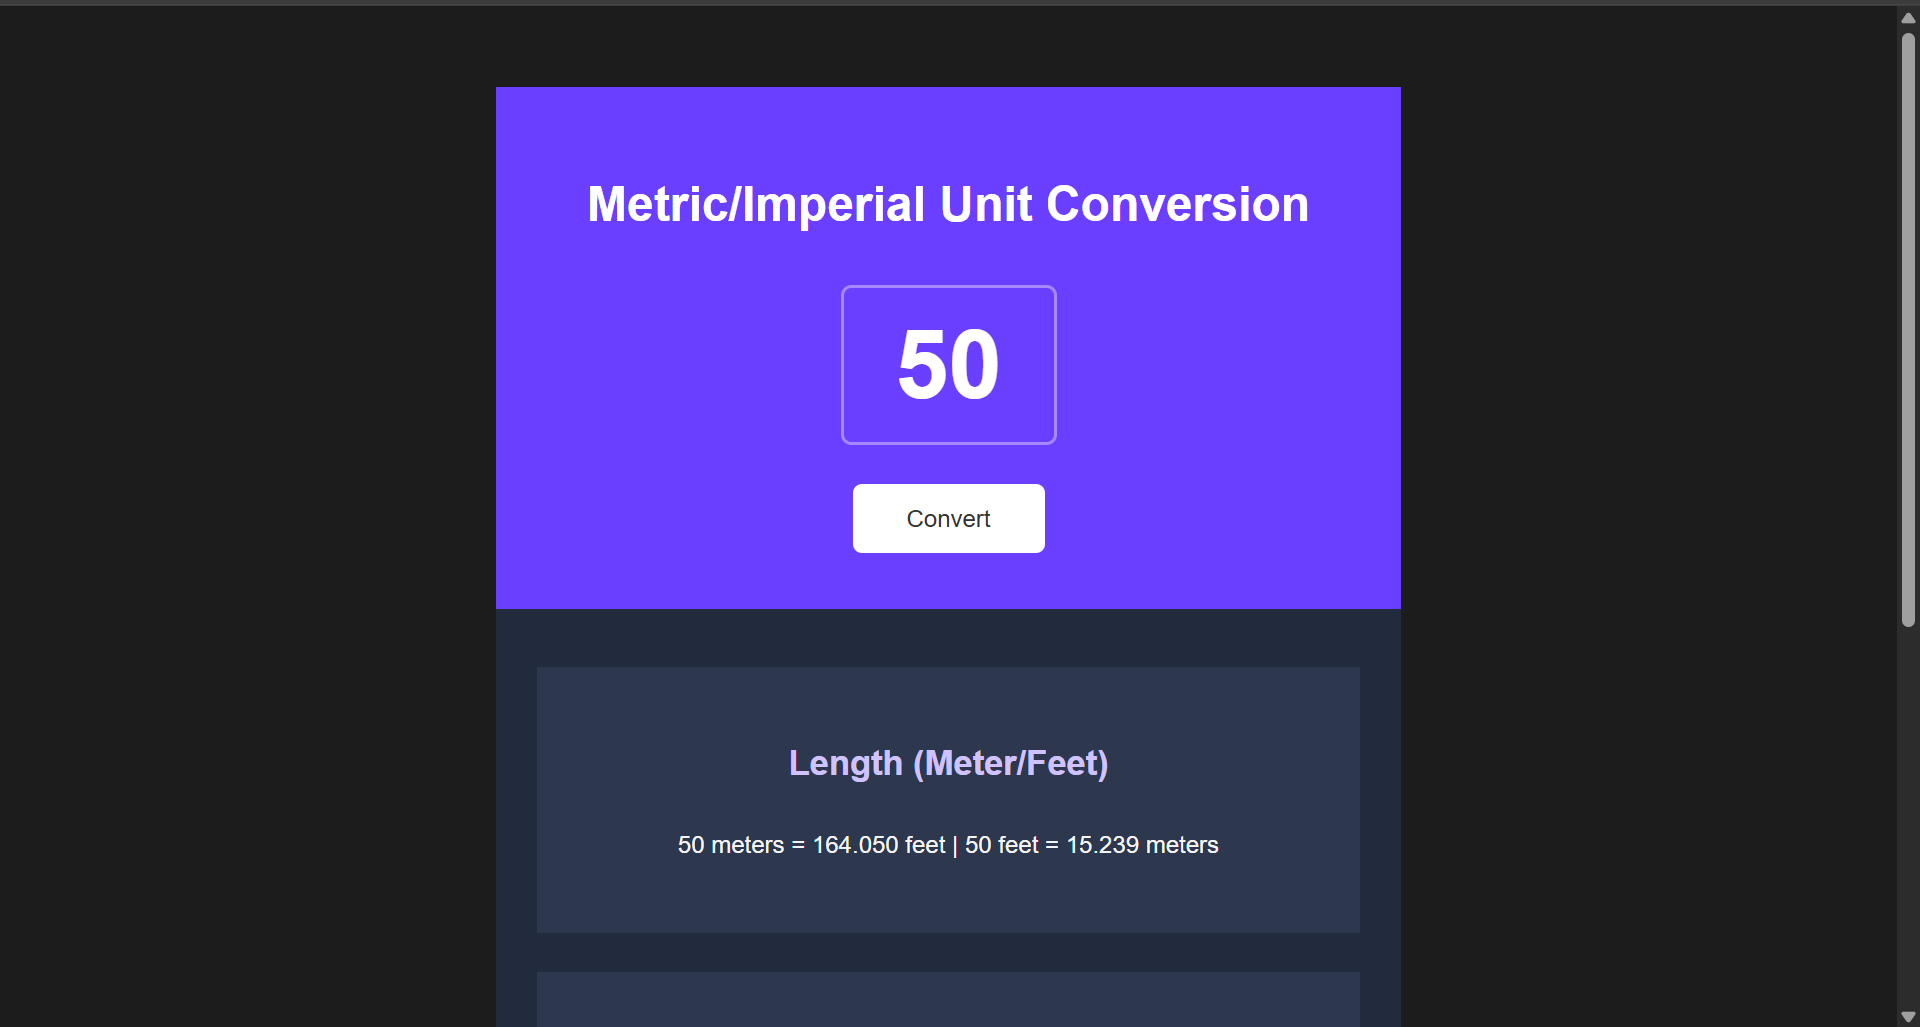 Metric/Imperial Unit Conversion
50
Convert
Length (Meter/Feet)
50 meters = 164.050 feet | 50 feet = 15.239 meters